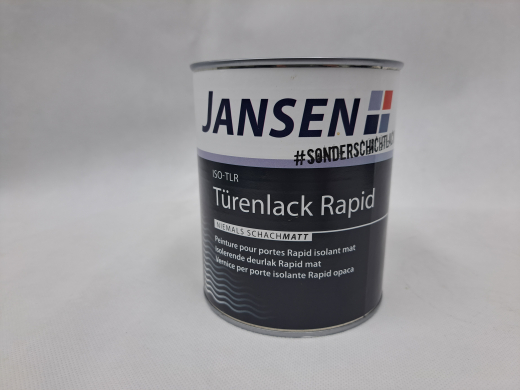 JANSEN
#SONDERSCHICHTLACK
ISO-TLR
Türenlack Rapid
NIEMALS SCHACHMATT
Peinture pour portes Rapid isolant mat
Isolerende deurlak Rapid mat
Vernice per porte isolante Rapid opaca